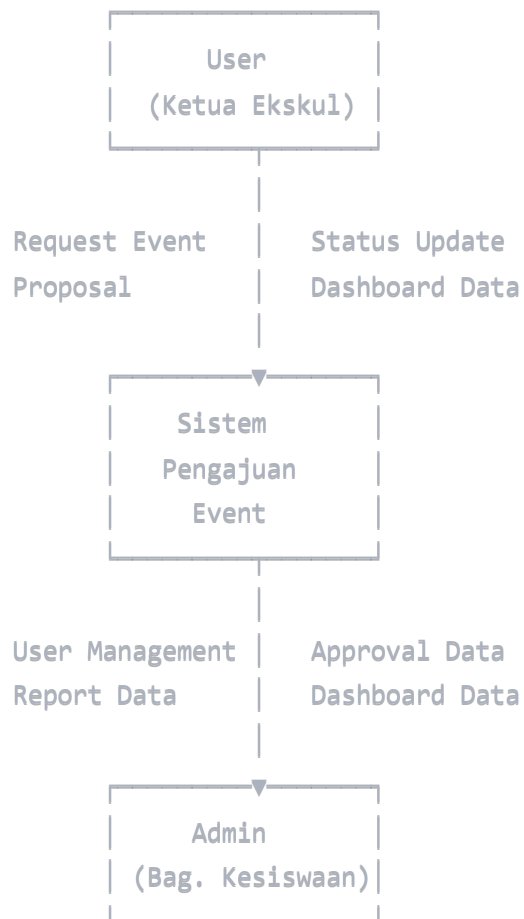 User
(Ketua Ekskul)
Request Event
Proposal
Status Update
Dashboard Data
Sistem
Pengajuan
Event
User Management
Report Data
Approval Data
Dashboard Data
Admin
(Bag. Kesiswaan)